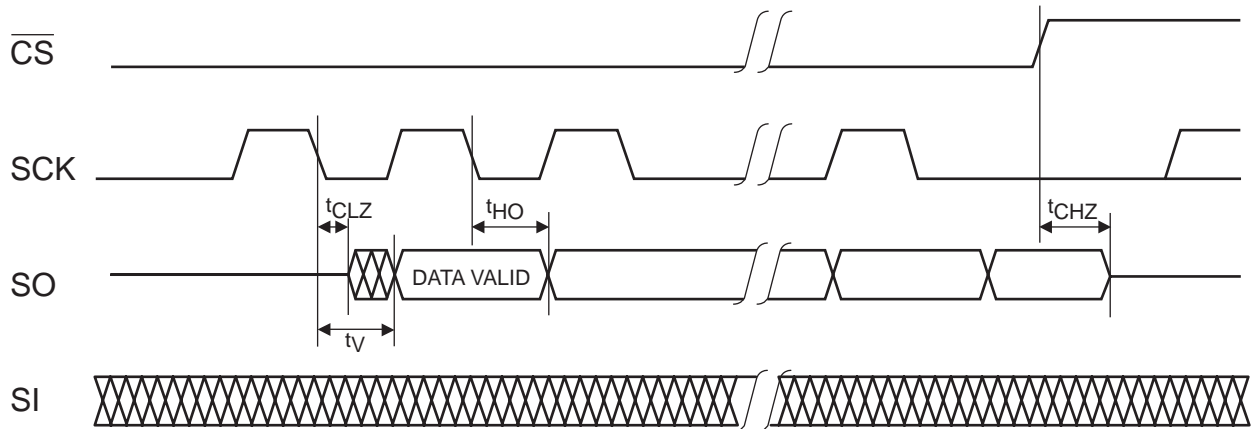 CS
SCK
tCLZ
tHO
tCHZ
SO
DATA VALID
tV
SI